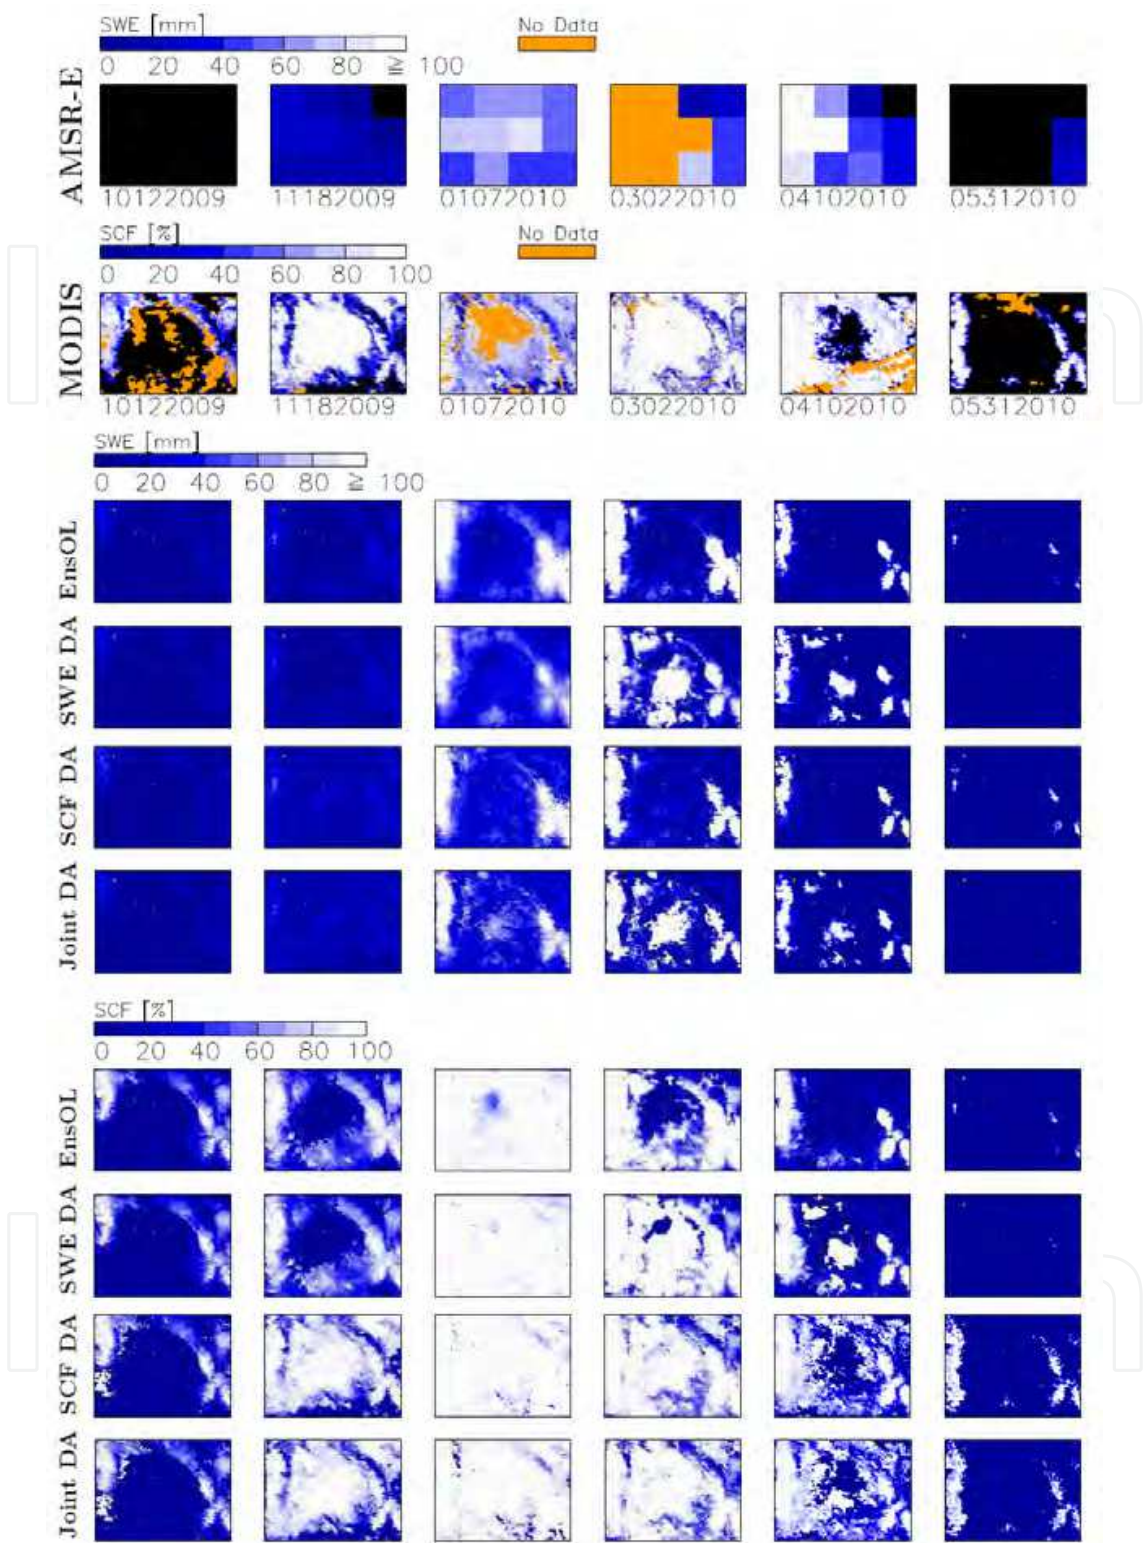 SWE [mm] No Data
0 20 40 60 80 ≥ 100
AMSR-E
10122009 11182009 01072010 03022010 04102010 05312010
SCF [%] No Data
0 20 40 60 80 100
MODIS
10122009 11182009 01072010 03022010 04102010 05312010
SWE [mm]
0 20 40 60 80 ≥ 100
EnsOL
SWE DA
SCF DA
Joint DA
SCF [%]
0 20 40 60 80 100
EnsOL
SWE DA
SCF DA
Joint DA